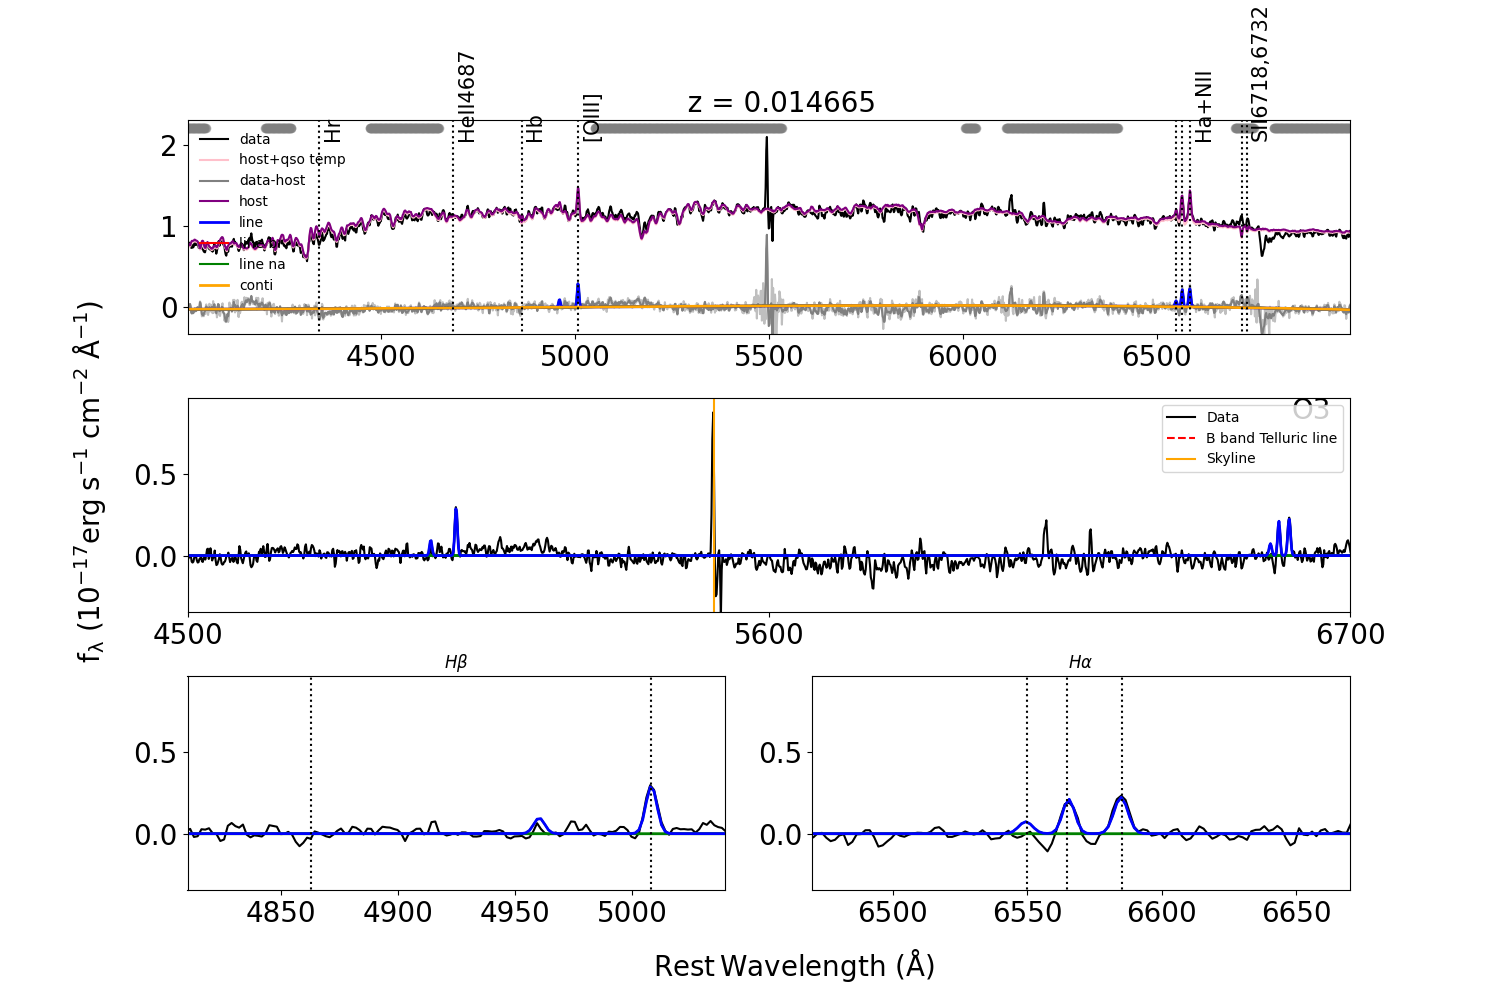 z = 0.014665
Hr
HeII4687
Hb
[OIII]
Ha+NII
SII6718,6732
data
host+qso temp
data-host
host
line
line na
conti
2
1
0
4500 5000 5500 6000 6500
fλ (10−17erg s−1 cm−2 Å−1)
O3
Data
B band Telluric line
Skyline
0.5
0.0
4500 5600 6700
Hβ
0.5
0.0
4850 4900 4950 5000
Hα
0.5
0.0
6500 6550 6600 6650
Rest Wavelength (Å)